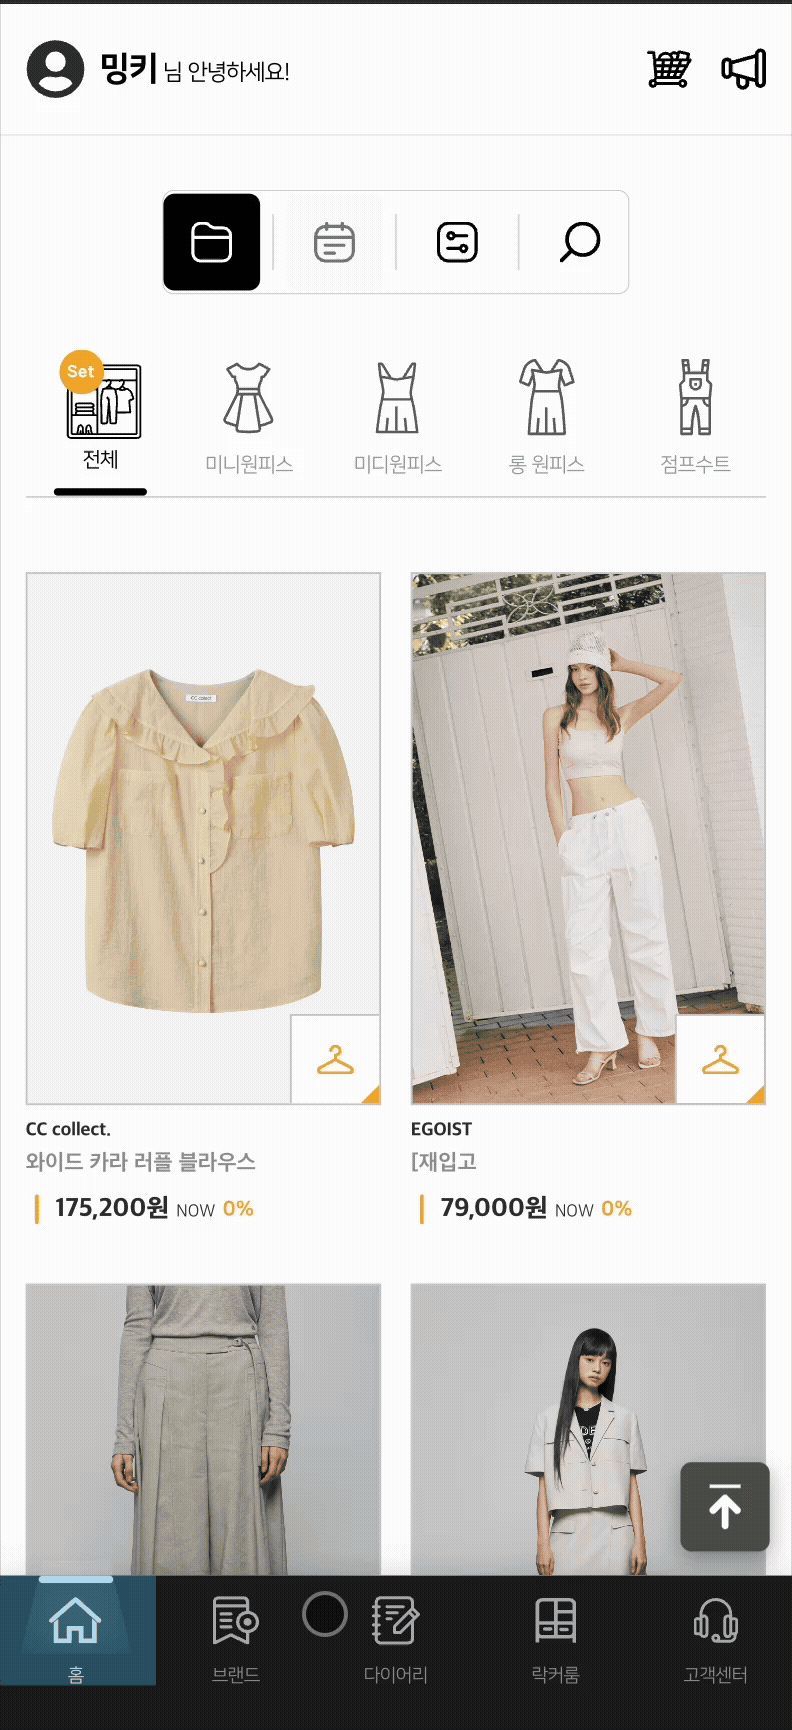 밍키 님 안녕하세요!
Set
전체
미니원피스
미디원피스
롱 원피스
점프수트
CC collect
CC collect.
와이드 카라 러플 블라우스
175,200원 NOW 0%
EGOIST
[재입고
79,000원 NOW 0%
홈
브랜드
다이어리
락커룸
고객센터